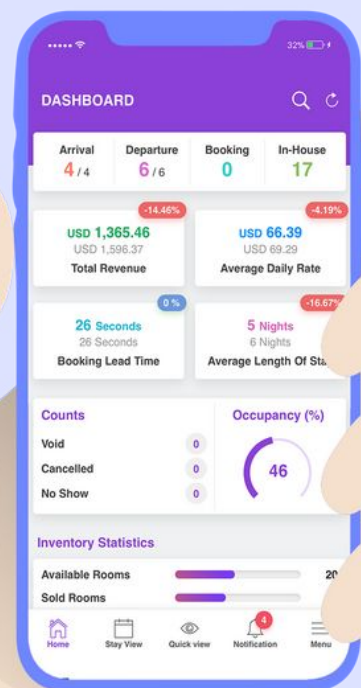 32%
DASHBOARD
Arrival Departure Booking In-House
4 / 4 6 / 6 0 17
-14.46% -4.19%
USD 1,365.46 USD 66.39
USD 1,596.37 USD 69.29
Total Revenue Average Daily Rate
0 % -16.67%
26 Seconds 5 Nights
26 Seconds 6 Nights
Booking Lead Time Average Length Of Sta
Counts Occupancy (%)
Void 0
Cancelled 0 46
No Show 0
Inventory Statistics
Available Rooms 20
Sold Rooms
4
Home Stay View Quick view Notification Menu